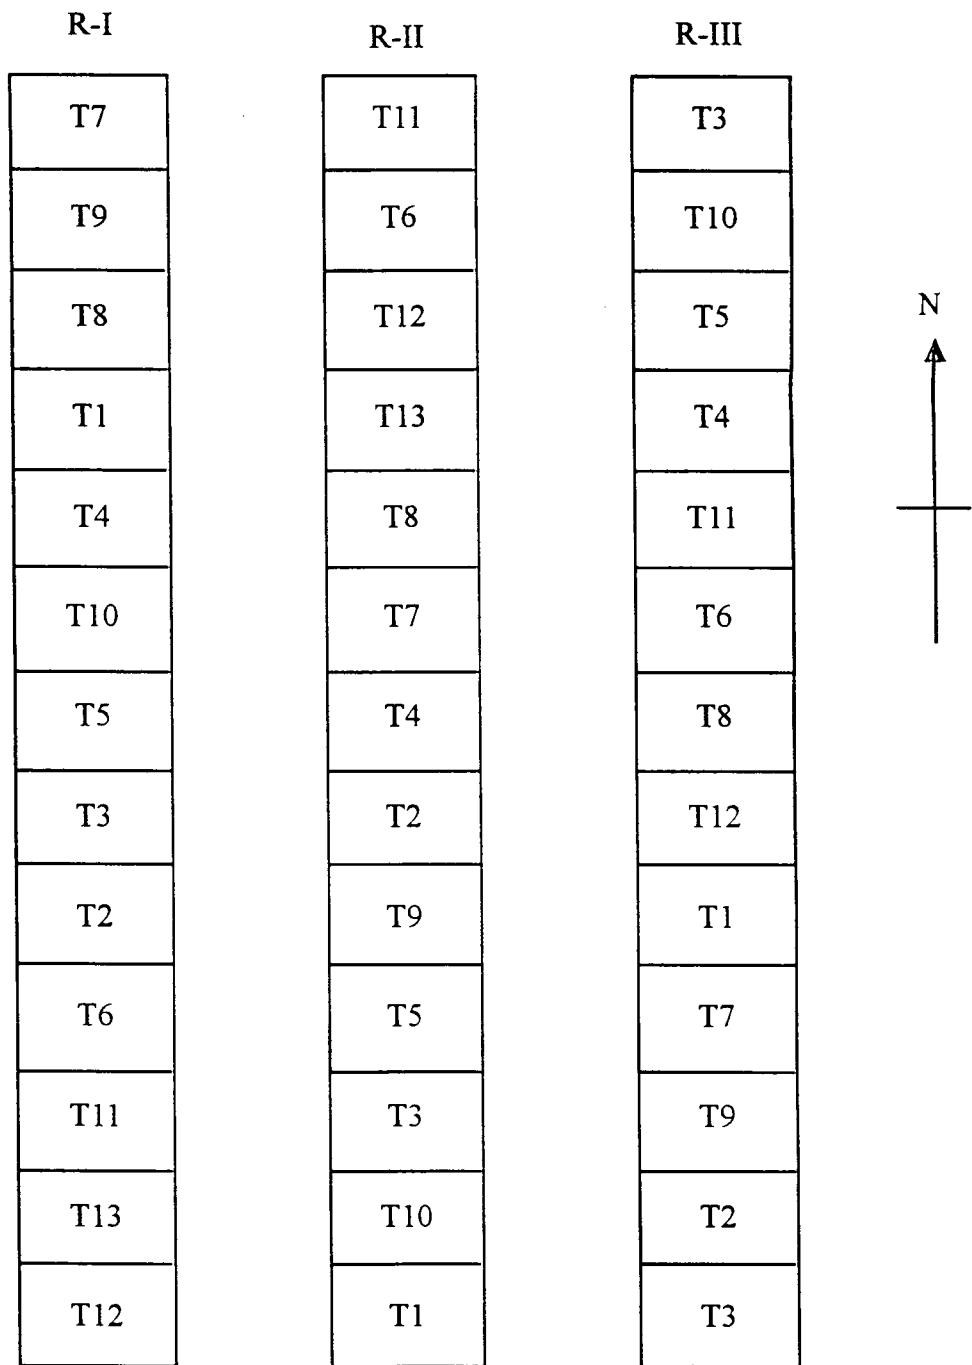 R-I R-II R-III
T7 T11 T3
T9 T6 T10
T8 T12 T5
N
T1 T13 T4
T4 T8 T11
T10 T7 T6
T5 T4 T8
T3 T2 T12
T2 T9 T1
T6 T5 T7
T11 T3 T9
T13 T10 T2
T12 T1 T3